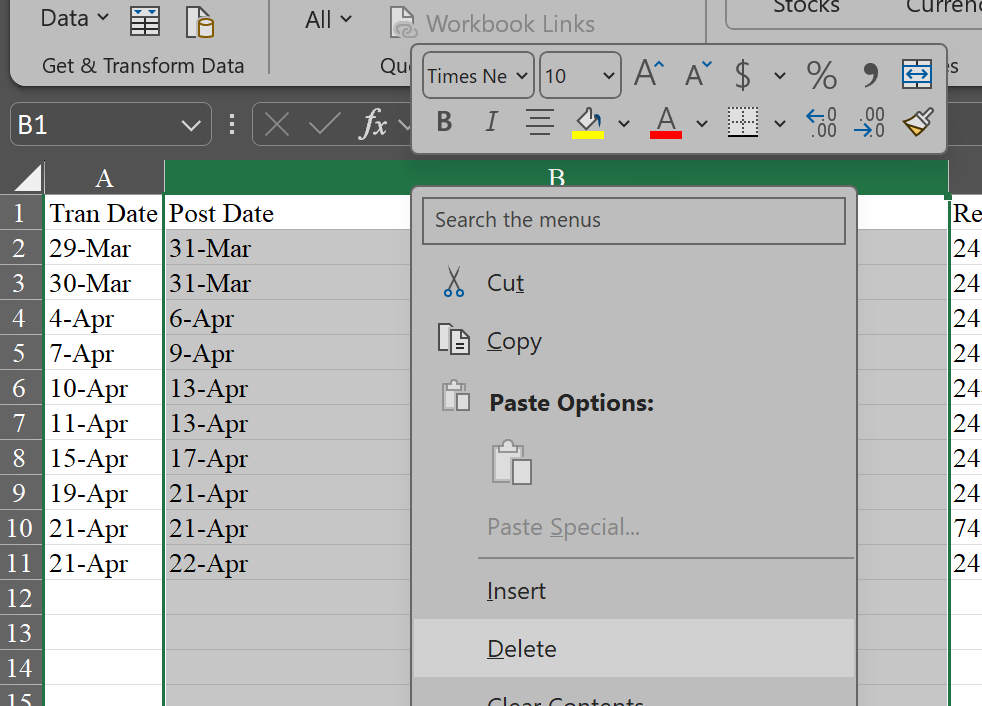 Data All Workbook Links Stocks
Get & Transform Data
Times Ne 10 $ % ,
B1 fx B I A .00 .00
A B
1 Tran Date Post Date Re
2 29-Mar 31-Mar 24
3 30-Mar 31-Mar 24
4 4-Apr 6-Apr 24
5 7-Apr 9-Apr 24
6 10-Apr 13-Apr 24
7 11-Apr 13-Apr 24
8 15-Apr 17-Apr 24
9 19-Apr 21-Apr 24
10 21-Apr 21-Apr 74
11 21-Apr 22-Apr 24
12
13
14
15
Search the menus
Cut
Copy
Paste Options:
Paste Special...
Insert
Delete
Clear Contents